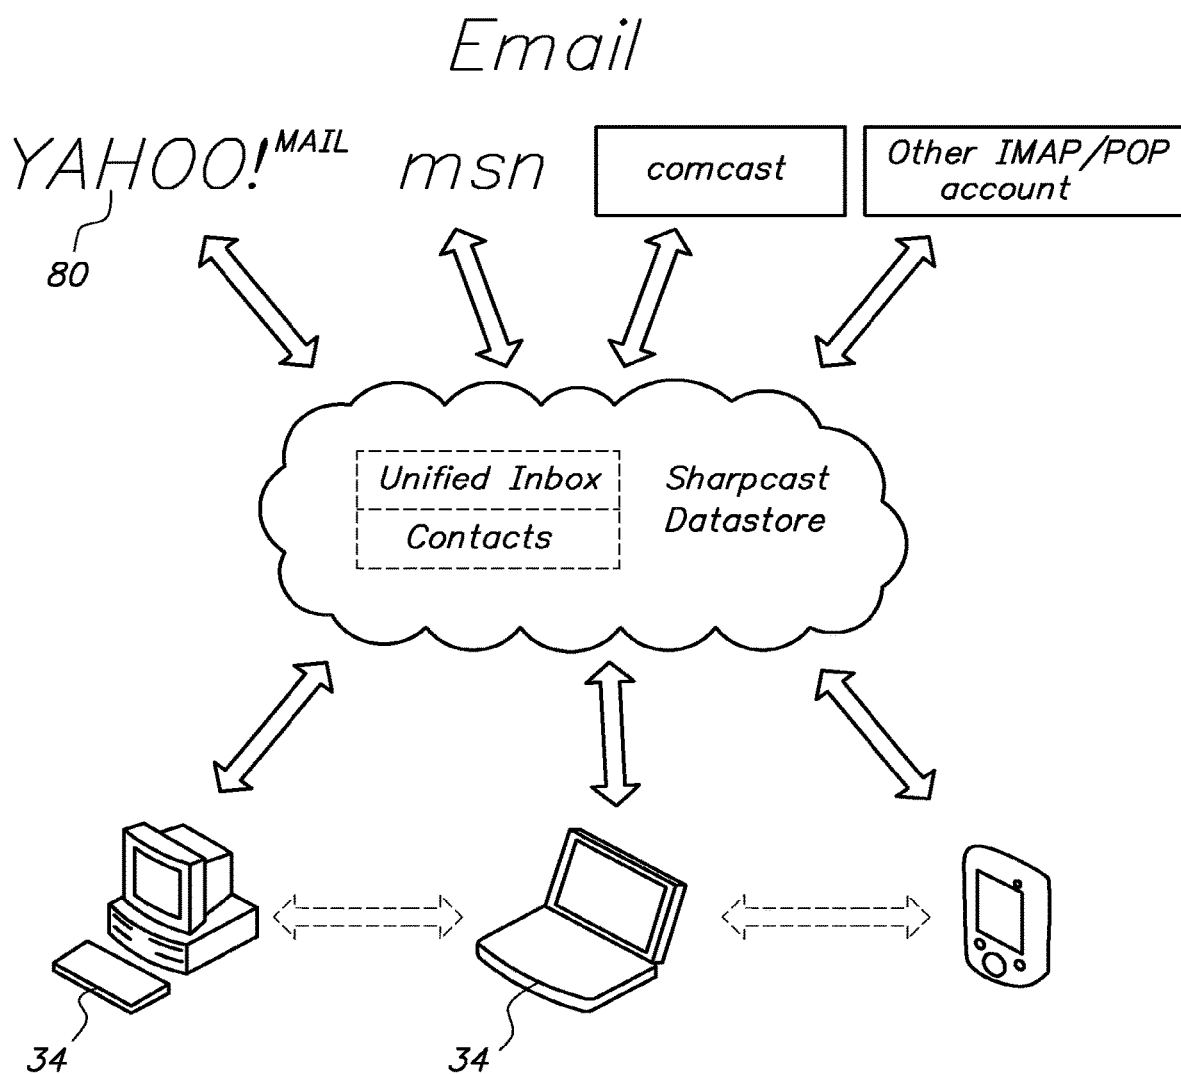 Email
YAHOO!MAIL
msn
comcast
Other IMAP/POP
account
80
Unified Inbox
Contacts
Sharpcast
Datastore
34
34